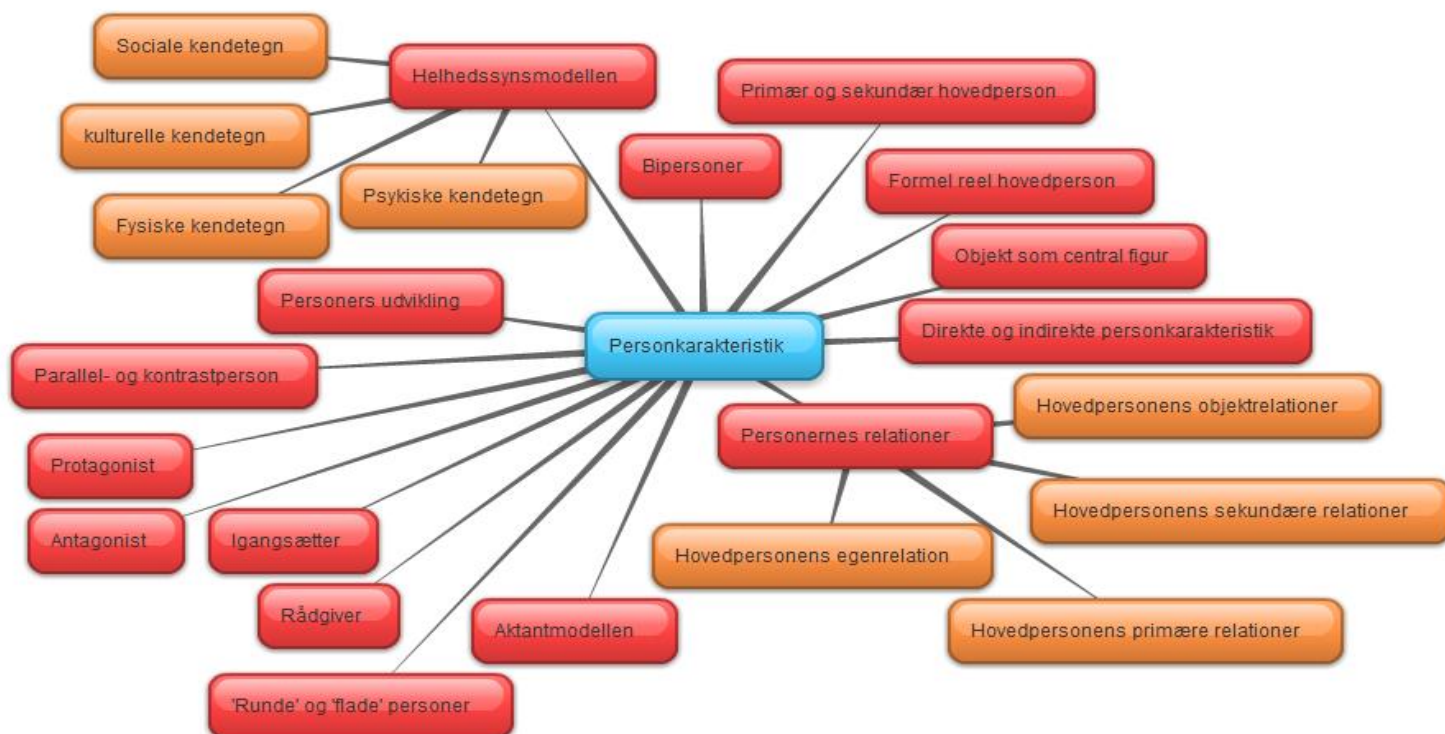 Sociale kendetegn
Helhedssynsmodellen
Primær og sekundær hovedperson
kulturelle kendetegn
Bipersoner
Formel reel hovedperson
Psykiske kendetegn
Fysiske kendetegn
Objekt som central figur
Personers udvikling
Direkte og indirekte personkarakteristik
Personkarakteristik
Parallel- og kontrastperson
Hovedpersonens objektrelationer
Personernes relationer
Protagonist
Hovedpersonens sekundære relationer
Antagonist
Igangsætter
Hovedpersonens egenrelation
Rådgiver
Aktantmodellen
Hovedpersonens primære relationer
'Runde' og 'flade' personer